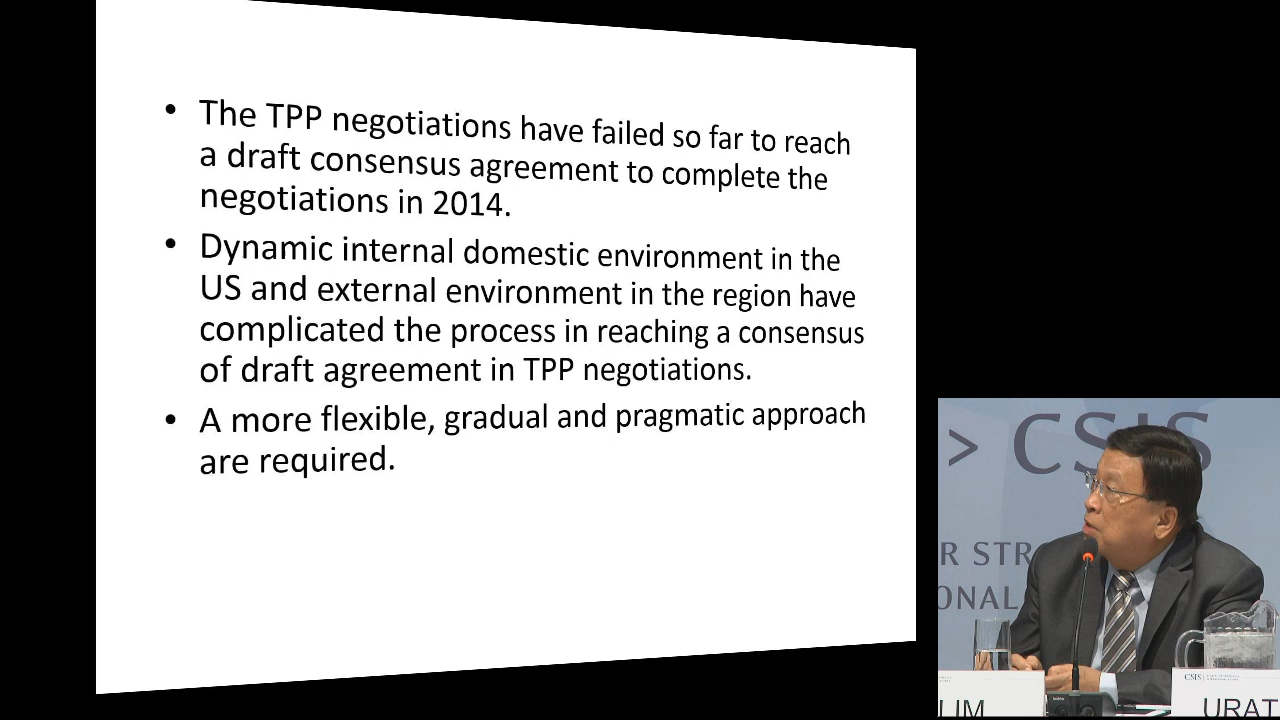 • The TPP negotiations have failed so far to reach
a draft consensus agreement to complete the
negotiations in 2014.
• Dynamic internal domestic environment in the
US and external environment in the region have
complicated the process in reaching a consensus
of draft agreement in TPP negotiations.
• A more flexible, gradual and pragmatic approach
are required.
> CSIS
R STR
ONAL
CSIS
UM
URAT